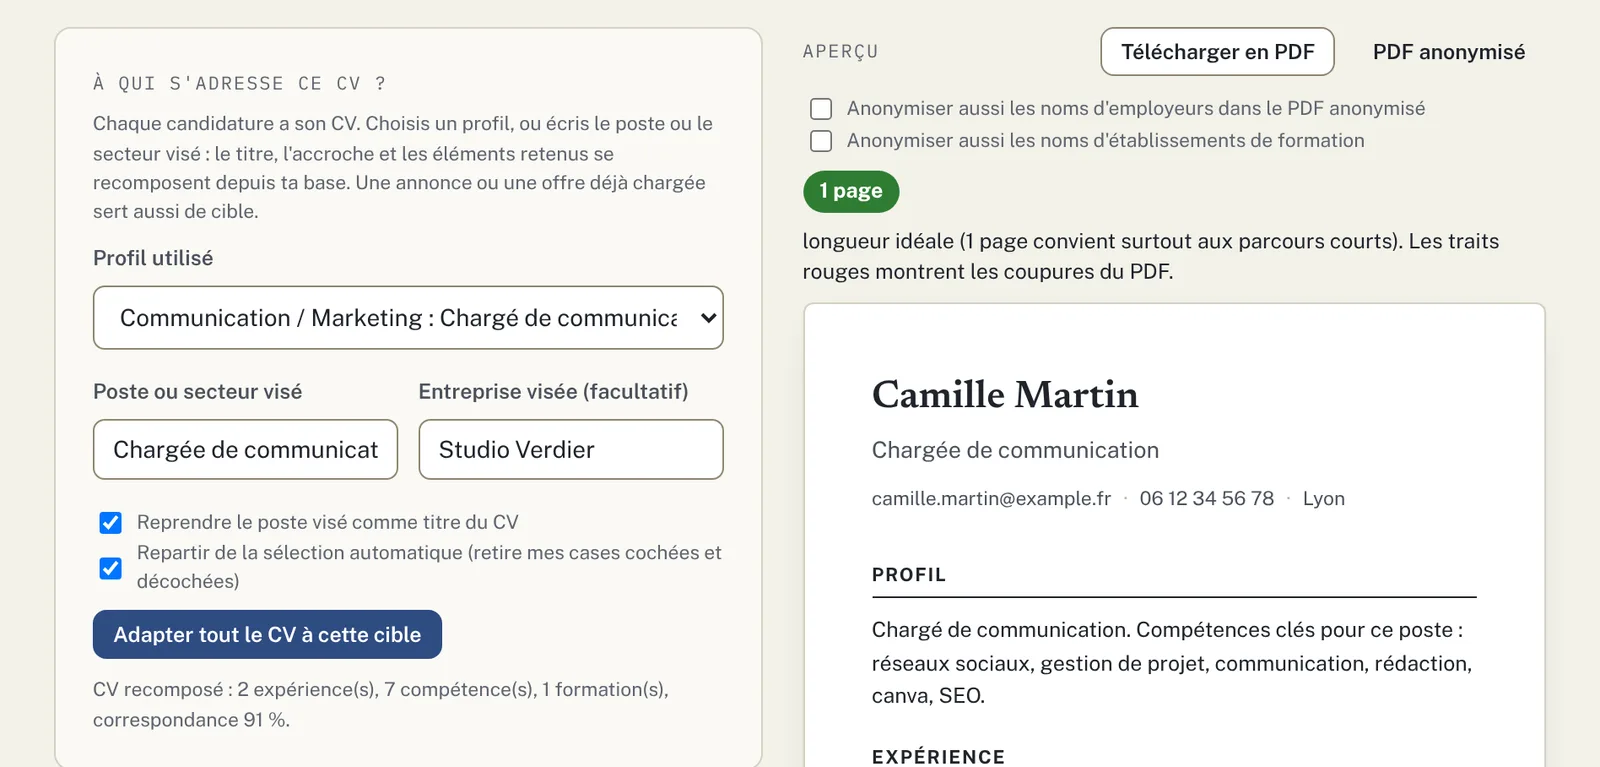 À QUI S'ADRESSE CE CV ?
Chaque candidature a son CV. Choisis un profil, ou écris le poste ou le
secteur visé : le titre, l'accroche et les éléments retenus se
recomposent depuis ta base. Une annonce ou une offre déjà chargée
sert aussi de cible.
Profil utilisé
Communication / Marketing : Chargé de communica
Poste ou secteur visé
Entreprise visée (facultatif)
Chargée de communicat
Studio Verdier
Reprendre le poste visé comme titre du CV
Repartir de la sélection automatique (retire mes cases cochées et
décochées)
Adapter tout le CV à cette cible
CV recomposé : 2 expérience(s), 7 compétence(s), 1 formation(s),
correspondance 91 %.
APERÇU
Télécharger en PDF
PDF anonymisé
Anonymiser aussi les noms d'employeurs dans le PDF anonymisé
Anonymiser aussi les noms d'établissements de formation
1 page
longueur idéale (1 page convient surtout aux parcours courts). Les traits
rouges montrent les coupures du PDF.
Camille Martin
Chargée de communication
camille.martin@example.fr · 06 12 34 56 78 · Lyon
PROFIL
Chargé de communication. Compétences clés pour ce poste :
réseaux sociaux, gestion de projet, communication, rédaction,
canva, SEO.
EXPÉRIENCE